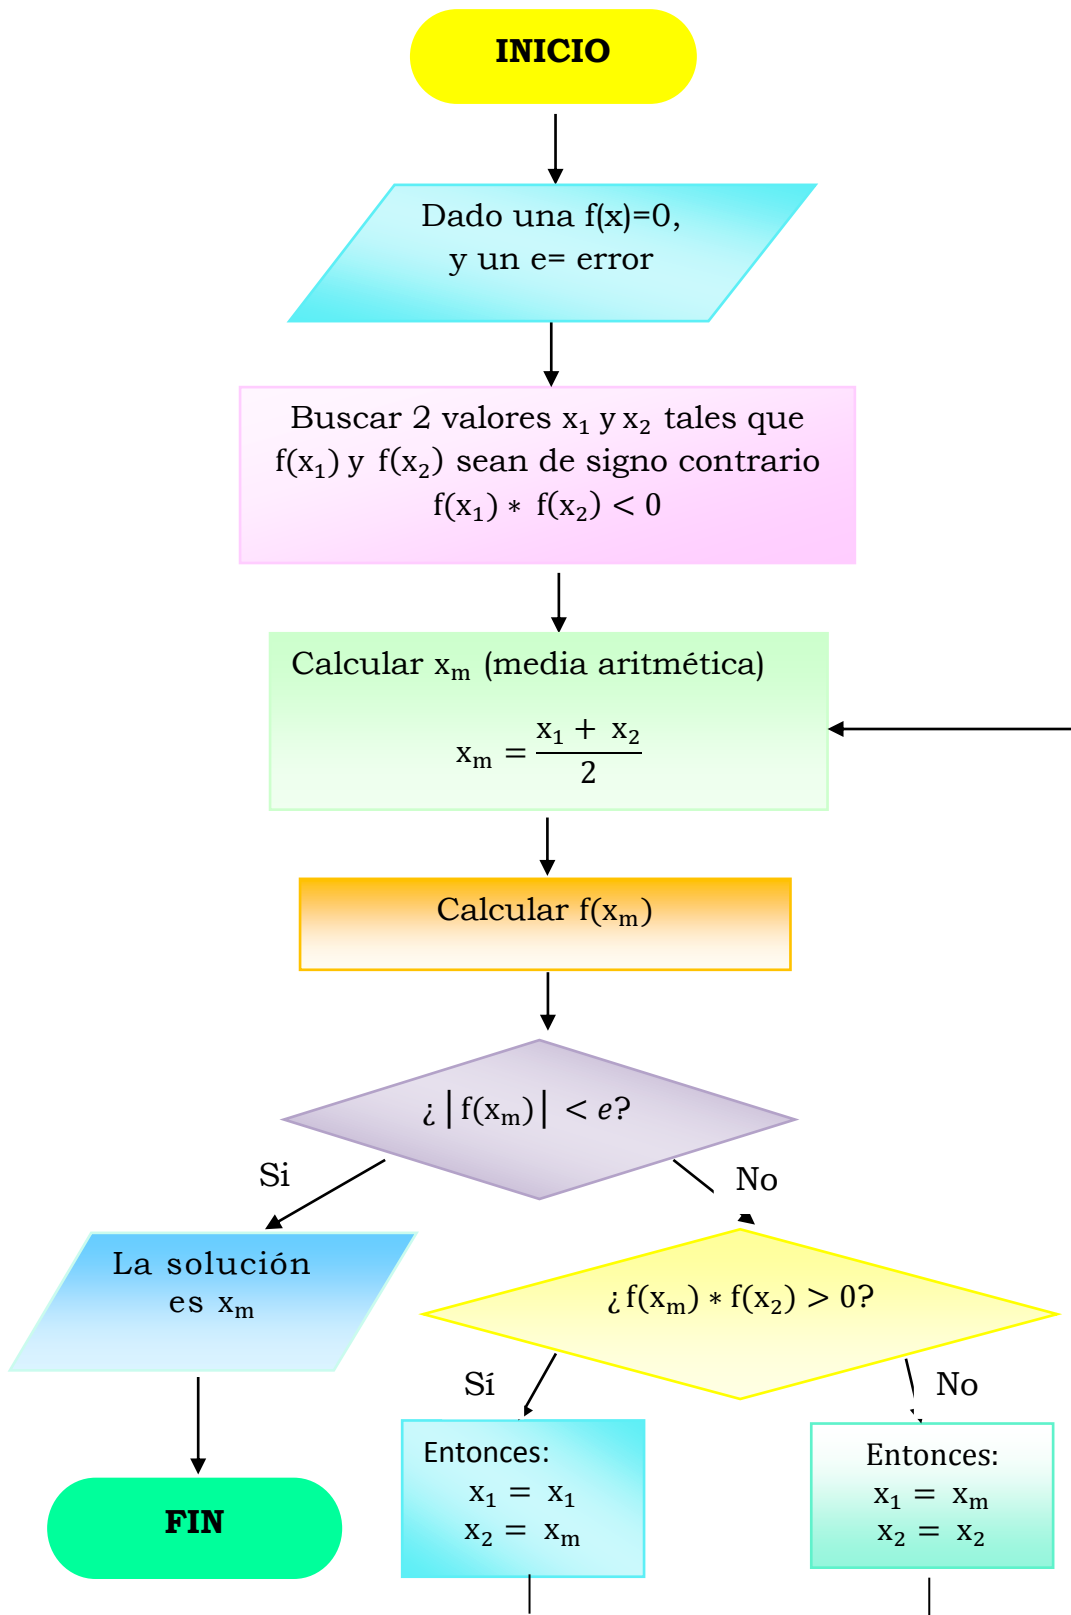 INICIO
Dado una f(x)=0,
y un e= error
Buscar 2 valores x₁ y x₂ tales que
f(x₁) y f(x₂) sean de signo contrario
f(x₁) * f(x₂) < 0
Calcular xₘ (media aritmética)
xₘ = (x₁ + x₂)/2
Calcular f(xₘ)
¿|f(xₘ)| < e?
Si
No
La solución
es xₘ
¿f(xₘ) * f(x₂) > 0?
Sí
No
Entonces:
x₁ = x₁
x₂ = xₘ
Entonces:
x₁ = xₘ
x₂ = x₂
FIN